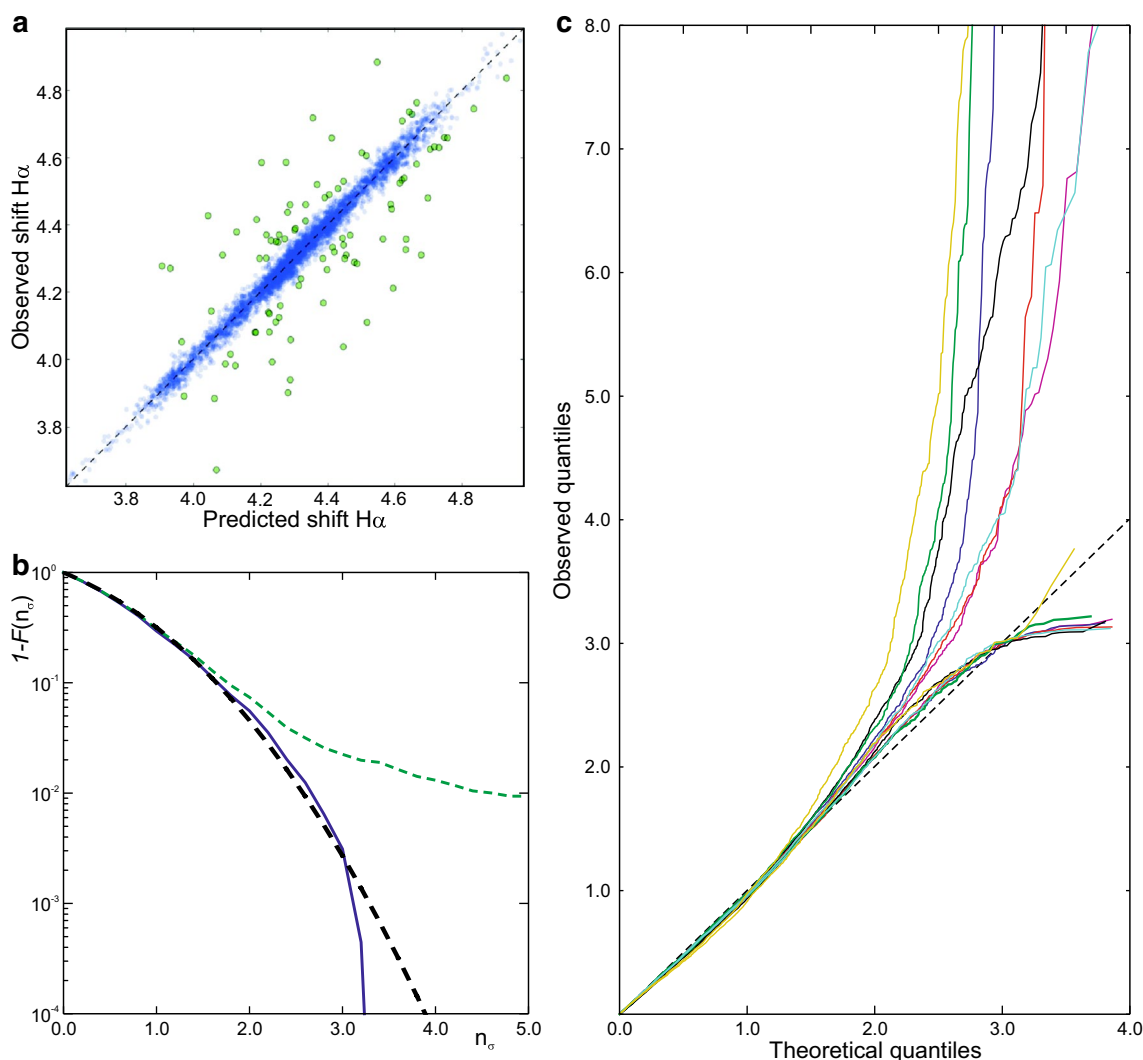 a
Observed shift Hα
4.8
4.6
4.4
4.2
4.0
3.8
3.8 4.0 4.2 4.4 4.6 4.8
Predicted shift Hα
b
1-F(nσ)
10⁰
10⁻¹
10⁻²
10⁻³
10⁻⁴
0.0 1.0 2.0 3.0 4.0 5.0
nσ
c
Observed quantiles
8.0
7.0
6.0
5.0
4.0
3.0
2.0
1.0
0.0 1.0 2.0 3.0 4.0
Theoretical quantiles